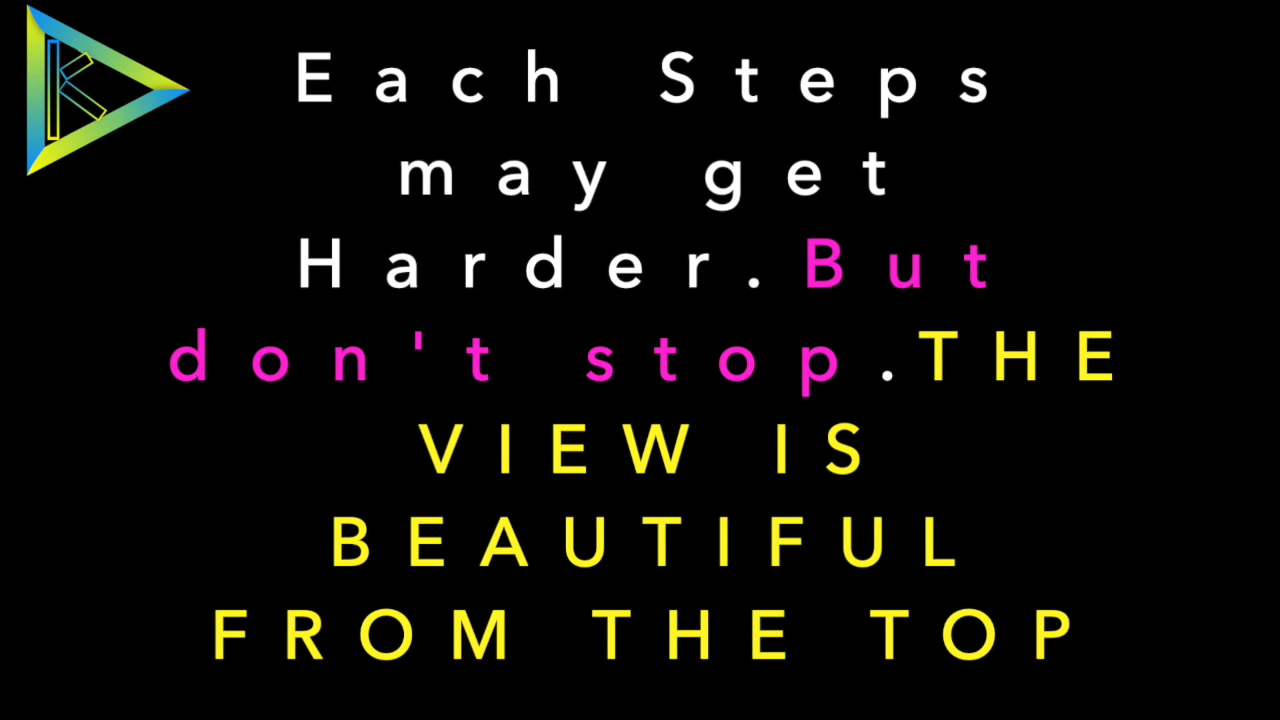 Each Steps
may get
Harder.But
don't stop.THE
VIEW IS
BEAUTIFUL
FROM THE TOP
K